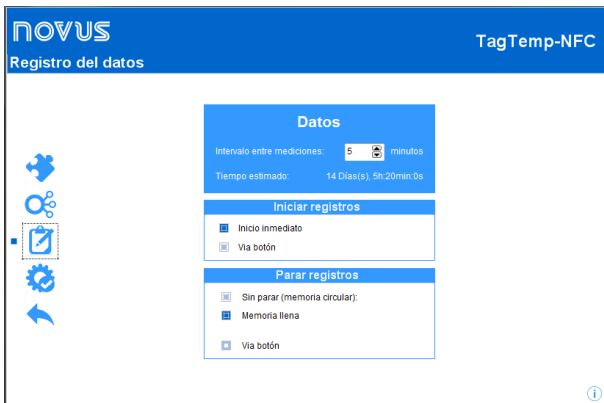 NOVUS
TagTemp-NFC
Registro del datos
Datos
Intervalo entre mediciones: 5 minutos
Tiempo estimado: 14 Días(s), 5h:20min:0s
Iniciar registros
Inicio inmediato
Via botón
Parar registros
Sin parar (memoria circular):
Memoria llena
Via botón
i